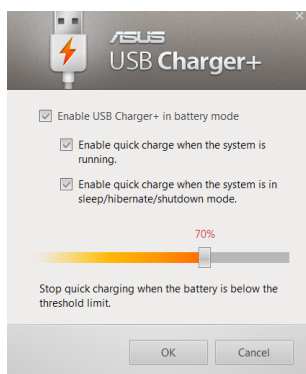 ASUS
USB Charger+
Enable USB Charger+ in battery mode
Enable quick charge when the system is
running.
Enable quick charge when the system is in
sleep/hibernate/shutdown mode.
70%
Stop quick charging when the battery is below the
threshold limit.
OK
Cancel